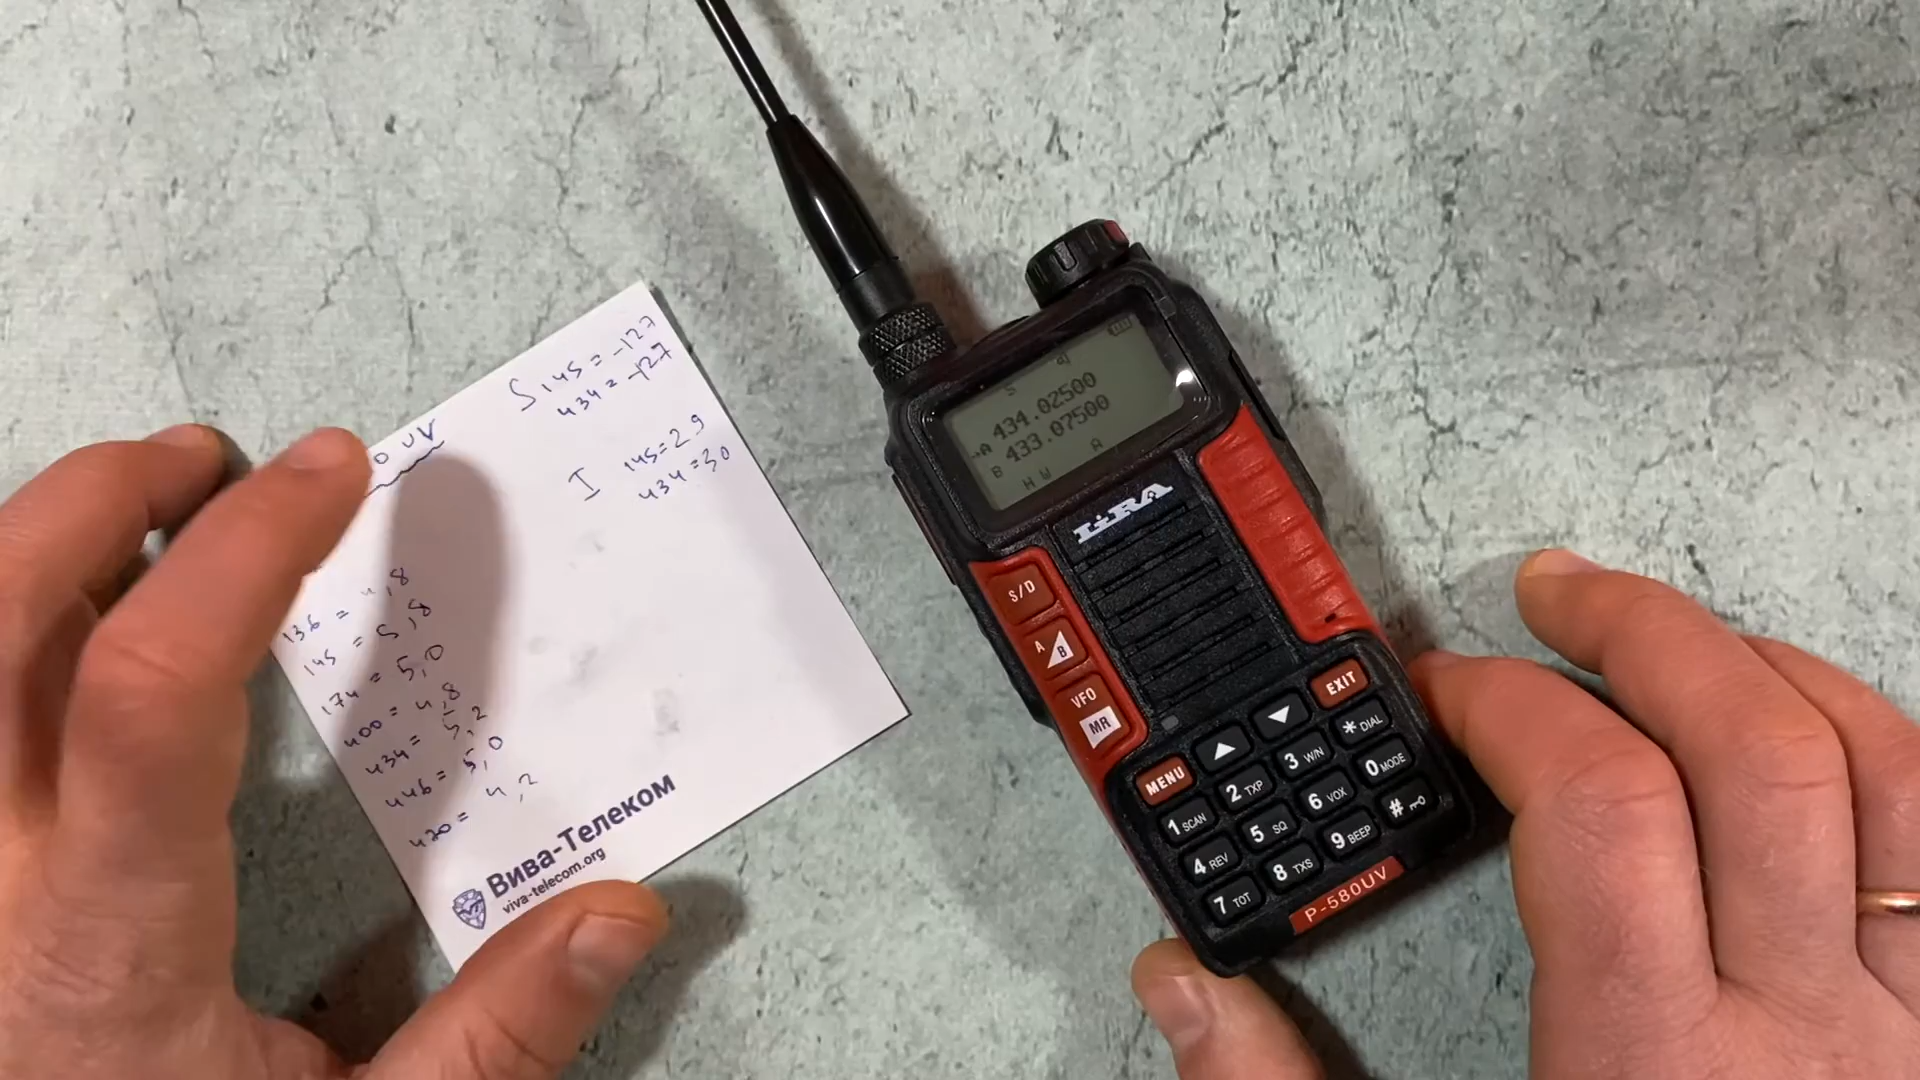 0 UV
S 145 = -127
434 = -127
I 145 = 29
434 = 30
136 = 4,8
145 = 5,8
174 = 5,0
400 = 4,8
434 = 5,2
446 = 5,0
470 = 4,2
Вива-Телеком
viva-telecom.org
S
→A 434.02500
B 433.07500
H W A
LiRA
S/D
A B
VFO
MR
EXIT
MENU
1 SCAN 2 TXP 3 W/N * DIAL
4 REV 5 SQ 6 VOX 0 MODE
7 TOT 8 TXS 9 BEEP #
P-580UV